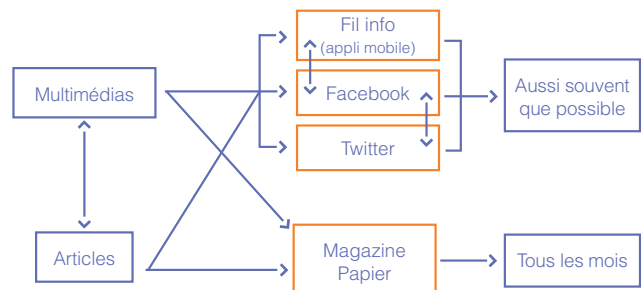 Fil info
(appli mobile)
Multimédias
Facebook
Aussi souvent
que possible
Twitter
Articles
Magazine
Papier
Tous les mois